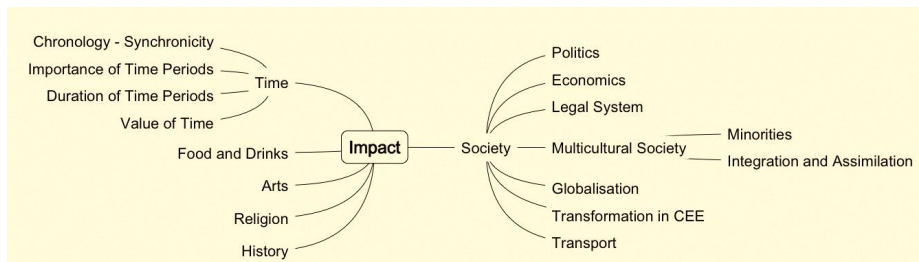 Chronology - Synchronicity
Importance of Time Periods
Duration of Time Periods
Value of Time
Time
Food and Drinks
Arts
Religion
History
Impact
Society
Politics
Economics
Legal System
Multicultural Society
Minorities
Integration and Assimilation
Globalisation
Transformation in CEE
Transport